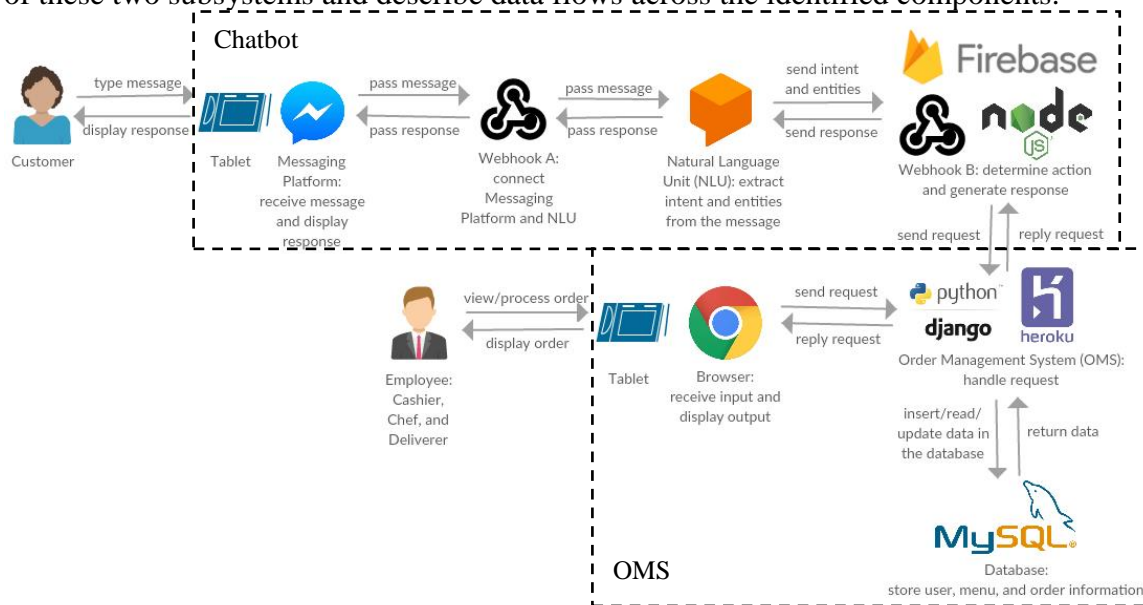 of these two subsystems and describe data flows across the identified components.
Chatbot
Firebase
type message
display response
pass message
pass response
pass message
pass response
send intent
and entities
send response
node
JS
Customer
Tablet
Messaging
Platform:
receive message
and display
response
Webhook A:
connect
Messaging
Platform and NLU
Natural Language
Unit (NLU): extract
intent and entities
from the message
Webhook B: determine action
and generate response
send request
reply request
view/process order
display order
send request
reply request
python
django
heroku
Employee:
Cashier,
Chef, and
Deliverer
Tablet
Browser:
receive input and
display output
Order Management System (OMS):
handle request
insert/read/
update data in
the database
return data
MySQL®
OMS
Database:
store user, menu, and order information